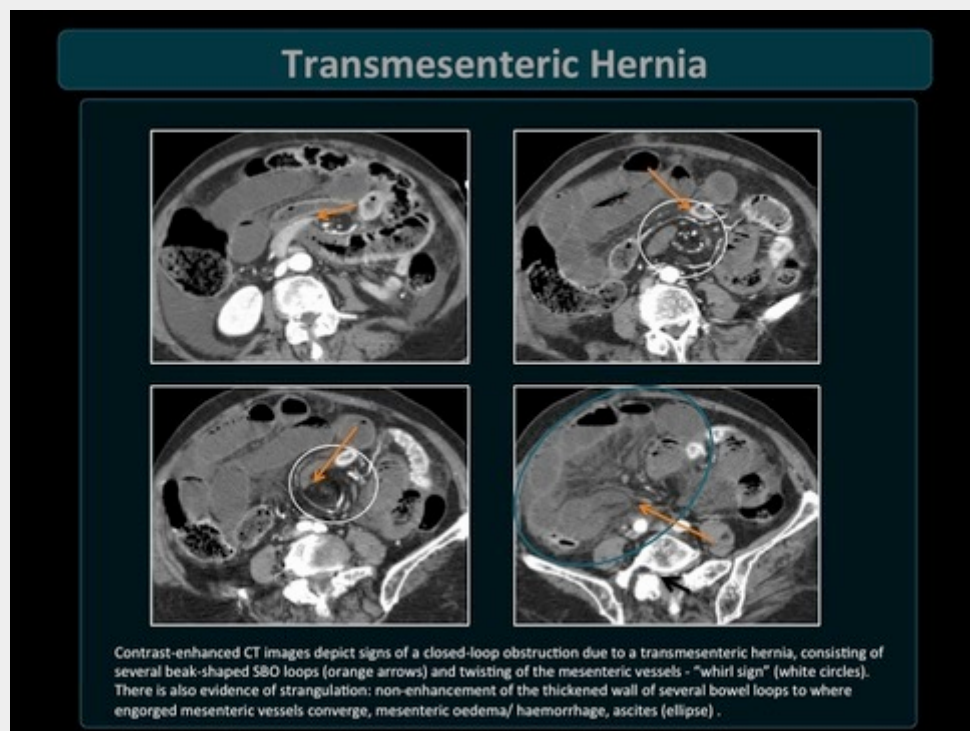 Transmesenteric Hernia
Contrast-enhanced CT images depict signs of a closed-loop obstruction due to a transmesenteric hernia, consisting of
several beak-shaped SBO loops (orange arrows) and twisting of the mesenteric vessels - “whirl sign” (white circles).
There is also evidence of strangulation: non-enhancement of the thickened wall of several bowel loops to where
engorged mesenteric vessels converge, mesenteric oedema/ haemorrhage, ascites (ellipse) .